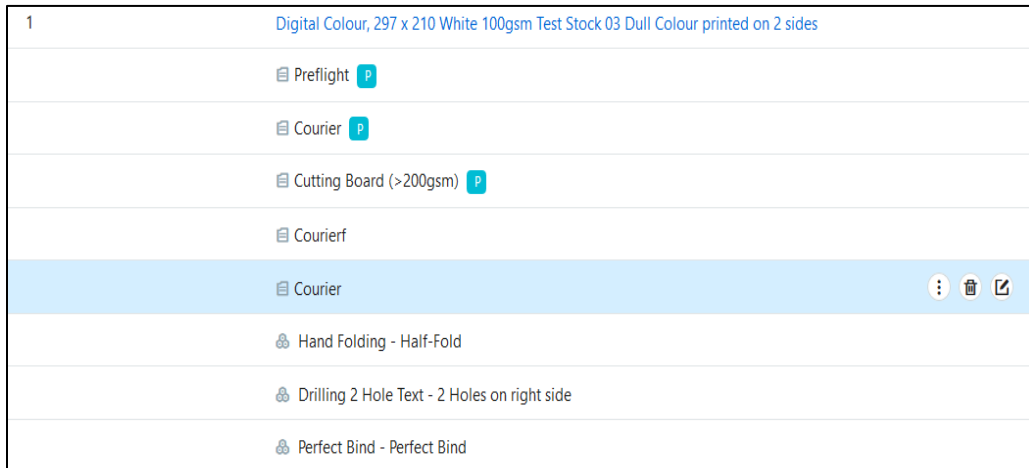 1
Digital Colour, 297 x 210 White 100gsm Test Stock 03 Dull Colour printed on 2 sides
Preflight P
Courier P
Cutting Board (>200gsm) P
Courierf
Courier
Hand Folding - Half-Fold
Drilling 2 Hole Text - 2 Holes on right side
Perfect Bind - Perfect Bind